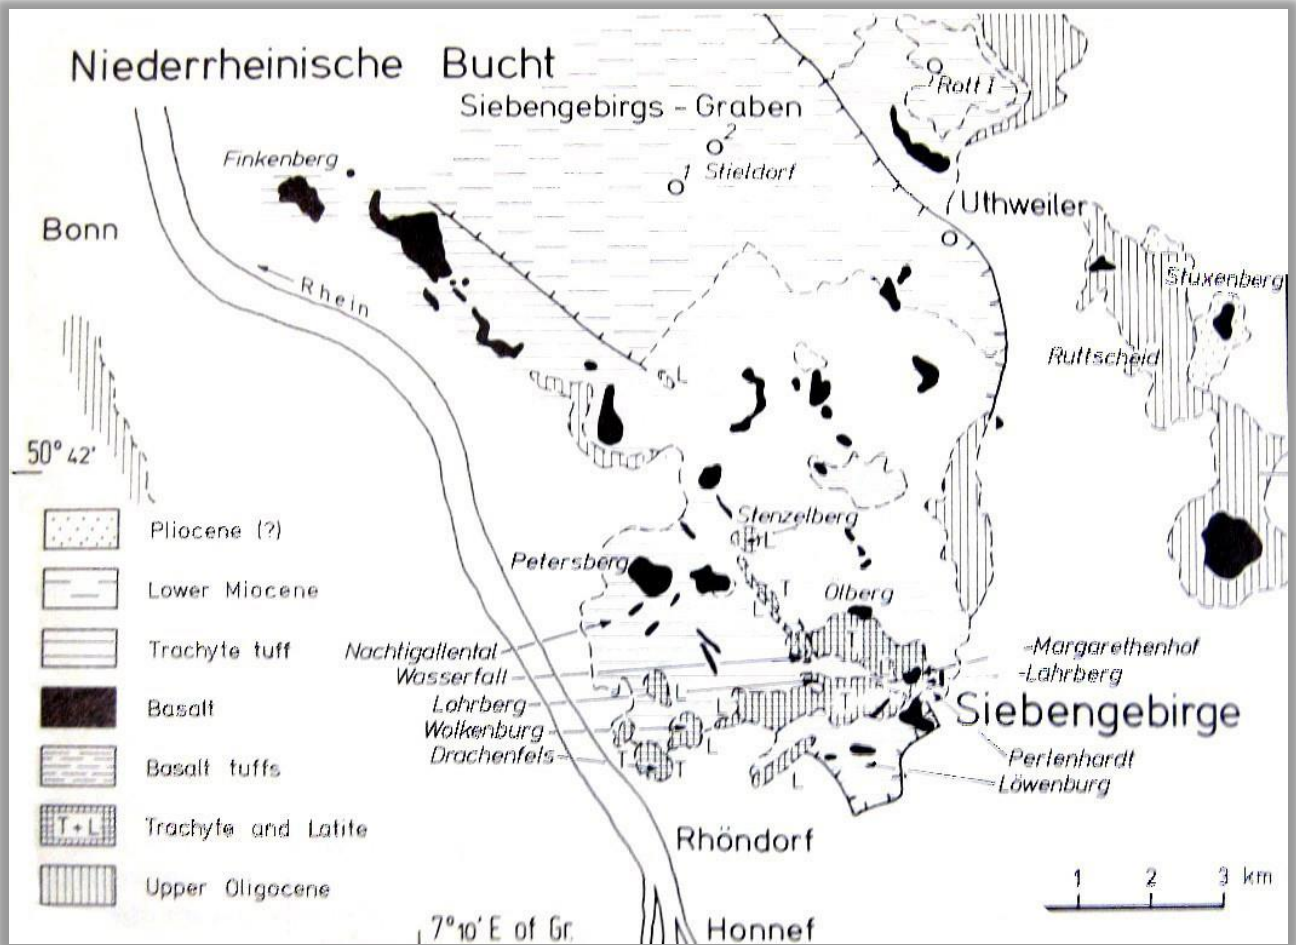 Niederrheinische Bucht
Siebengebirgs - Graben
Rott I
2
1 Stieldorf
Finkenberg
Uthweiler
Bonn
Rhein
Stuxenberg
Ruttscheid
L
50° 42'
Stenzelberg
L
Pliocene (?)
Petersberg
T
L
Ölberg
Lower Miocene
Trachyte tuff
Nachtigallental
-Margarethenhof
Wasserfall
-Lahrberg
Lohrberg
L
L
T
Basalt
Siebengebirge
Wolkenburg
L
Drachenfels
T
T
Perlenhardt
Basalt tuffs
L
Löwenburg
T + L
Trachyte and Latite
Rhöndorf
Upper Oligocene
1 2 3 km
7°10' E of Gr.
Honnef